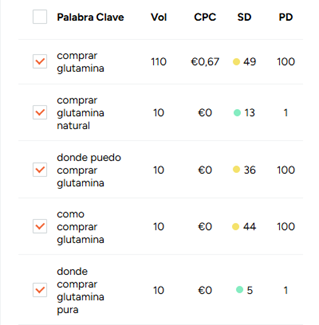 Palabra Clave Vol CPC SD PD
comprar
glutamina 110 €0,67 49 100
comprar
glutamina 10 €0 13 1
natural
donde puedo
comprar 10 €0 36 100
glutamina
como
comprar 10 €0 44 100
glutamina
donde
comprar 10 €0 5 1
glutamina
pura